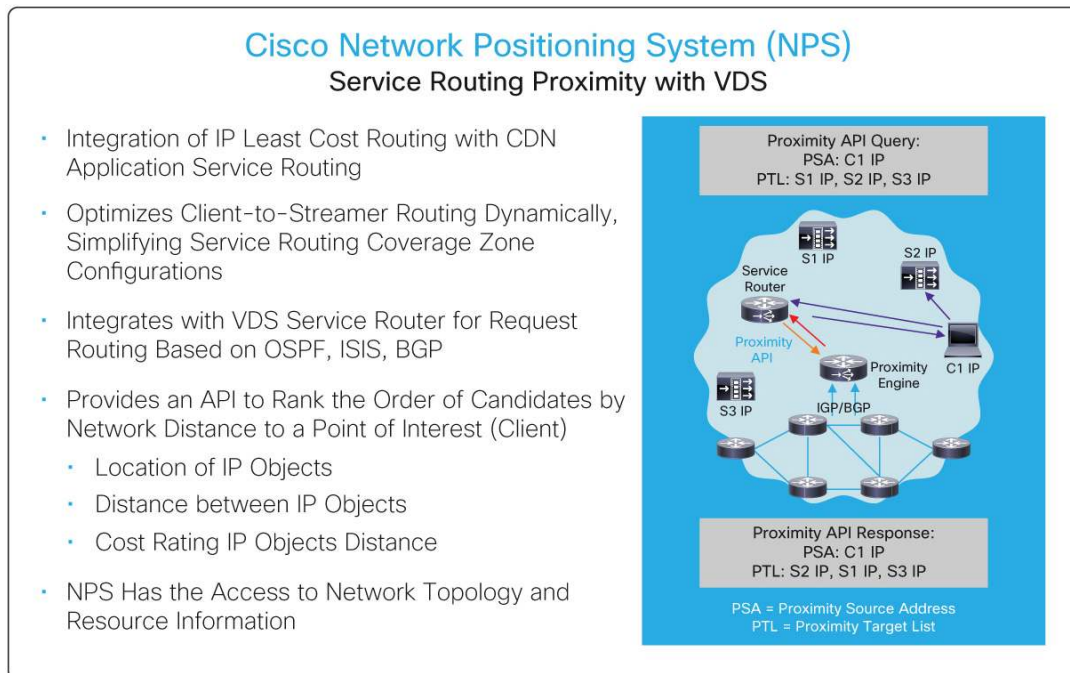 Cisco Network Positioning System (NPS)
Service Routing Proximity with VDS
• Integration of IP Least Cost Routing with CDN
Application Service Routing
• Optimizes Client-to-Streamer Routing Dynamically,
Simplifying Service Routing Coverage Zone
Configurations
• Integrates with VDS Service Router for Request
Routing Based on OSPF, ISIS, BGP
• Provides an API to Rank the Order of Candidates by
Network Distance to a Point of Interest (Client)
• Location of IP Objects
• Distance between IP Objects
• Cost Rating IP Objects Distance
• NPS Has the Access to Network Topology and
Resource Information
Proximity API Query:
PSA: C1 IP
PTL: S1 IP, S2 IP, S3 IP
S1 IP
S2 IP
Service
Router
Proximity
API
C1 IP
Proximity
Engine
S3 IP
IGP/BGP
Proximity API Response:
PSA: C1 IP
PTL: S2 IP, S1 IP, S3 IP
PSA = Proximity Source Address
PTL = Proximity Target List